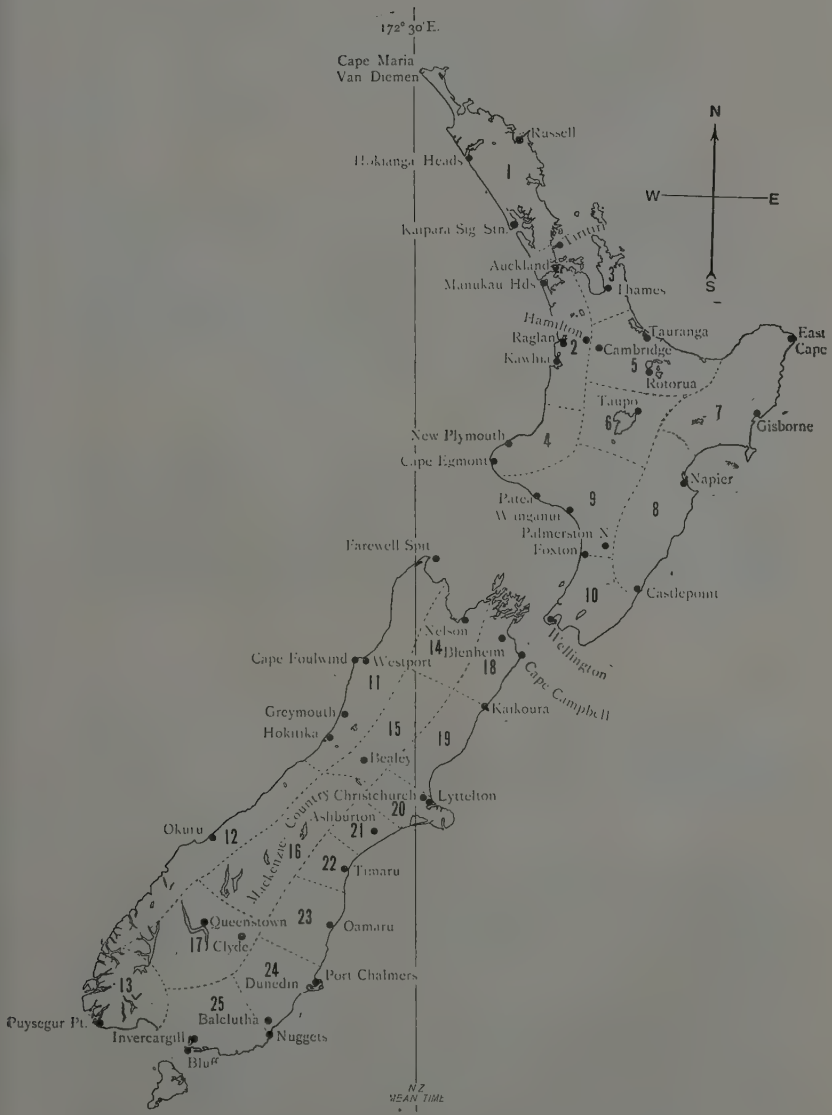 172° 30' E.
Cape Maria
Van Diemen
N
W
E
S
Russell
Hokianga Heads
1
Kaipara Sig. Stn.
Tiritiri
Auckland
3
Manukau Hds
Thames
Hamilton
Raglan
2
Tauranga
East
Cape
Cambridge
Kawhia
5
Rotorua
Taupo
6
7
Gisborne
New Plymouth
4
Cape Egmont
Napier
Patea
9
8
Wanganui
Palmerston N
Foxton
Farewell Spit
10
Castlepoint
Nelson
Wellington
14
Blenheim
18
Cape Foulwind
Westport
11
Cape Campbell
Greymouth
Kaikoura
Hokitika
15
19
Bealey
Christchurch
Lyttelton
20
Mackenzie Country
Ashburton
21
Okuru
12
16
22
Timaru
Queenstown
23
Oamaru
17
Clyde
24
Port Chalmers
Dunedin
13
25
Puysegur Pt.
Balclutha
Invercargill
Nuggets
Bluff
NZ
MEAN TIME